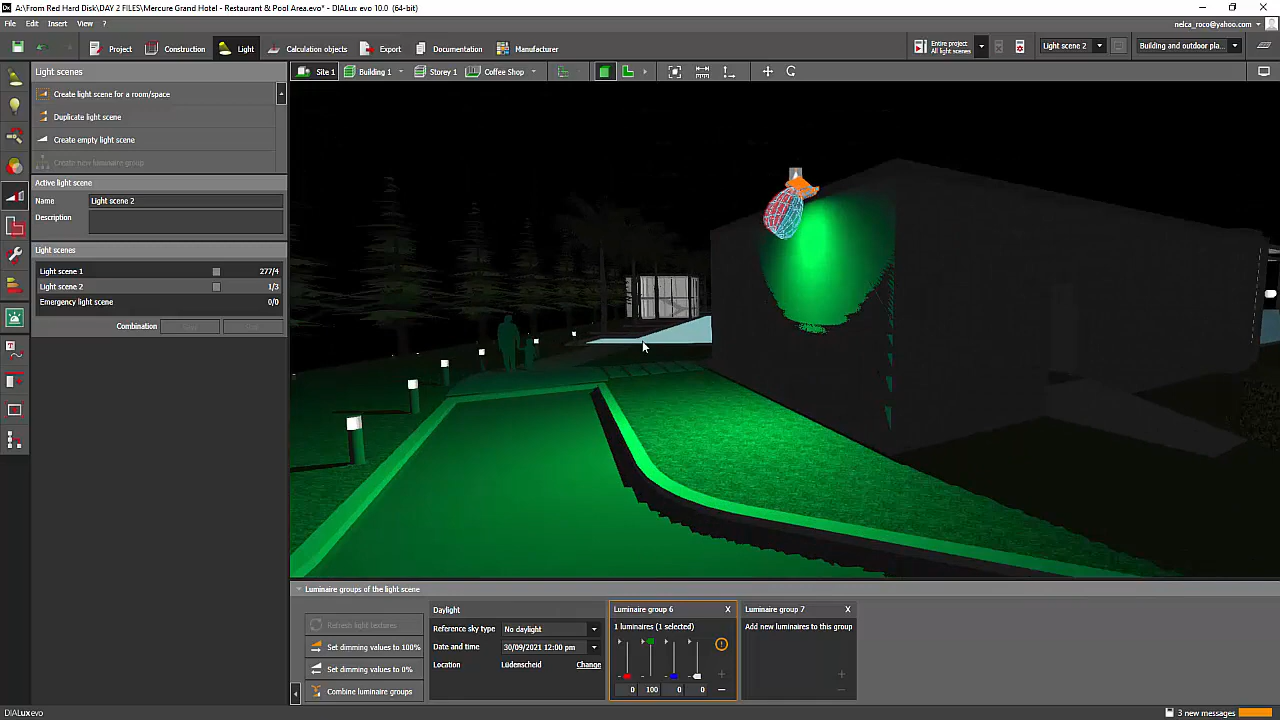 A:\From Red Hard Disk\DAY 2 FILES\Mercure Grand Hotel - Restaurant & Pool Area.evo* - DIALux evo 10.0 (64-bit)
File Edit Insert View ?
nelca_roco@yahoo.com
Project Construction Light Calculation objects Export Documentation Manufacturer
Entire project
All light scenes
Light scene 2
Building and outdoor pla...
Light scenes
Site 1 Building 1 Storey 1 Coffee Shop
Create light scene for a room/space
Duplicate light scene
Create empty light scene
Create new luminaire group
Active light scene
Name Light scene 2
Description
Light scenes
Light scene 1 277/4
Light scene 2 1/3
Emergency light scene 0/0
Combination
Luminaire groups of the light scene
Refresh light textures
Set dimming values to 100%
Set dimming values to 0%
Combine luminaire groups
Daylight
Reference sky type No daylight
Date and time 30/09/2021 12:00 pm
Location Lüdenscheid Change
Luminaire group 6 X
1 luminaires (1 selected)
0 100 0 0
Luminaire group 7 X
Add new luminaires to this group
DIALux evo
3 new messages